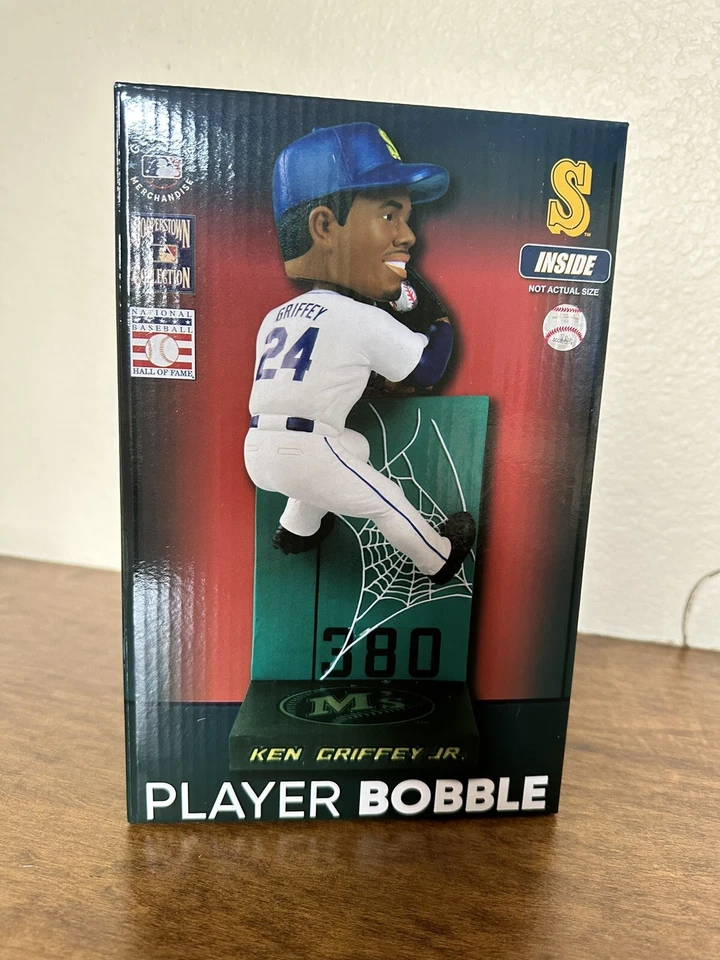 MERCHANDISE
COOPERSTOWN
COLLECTION
NATIONAL
BASEBALL
HALL OF FAME
S
TM
INSIDE
NOT ACTUAL SIZE
S
GRIFFEY
24
380
M's
KEN GRIFFEY JR.
PLAYER BOBBLE